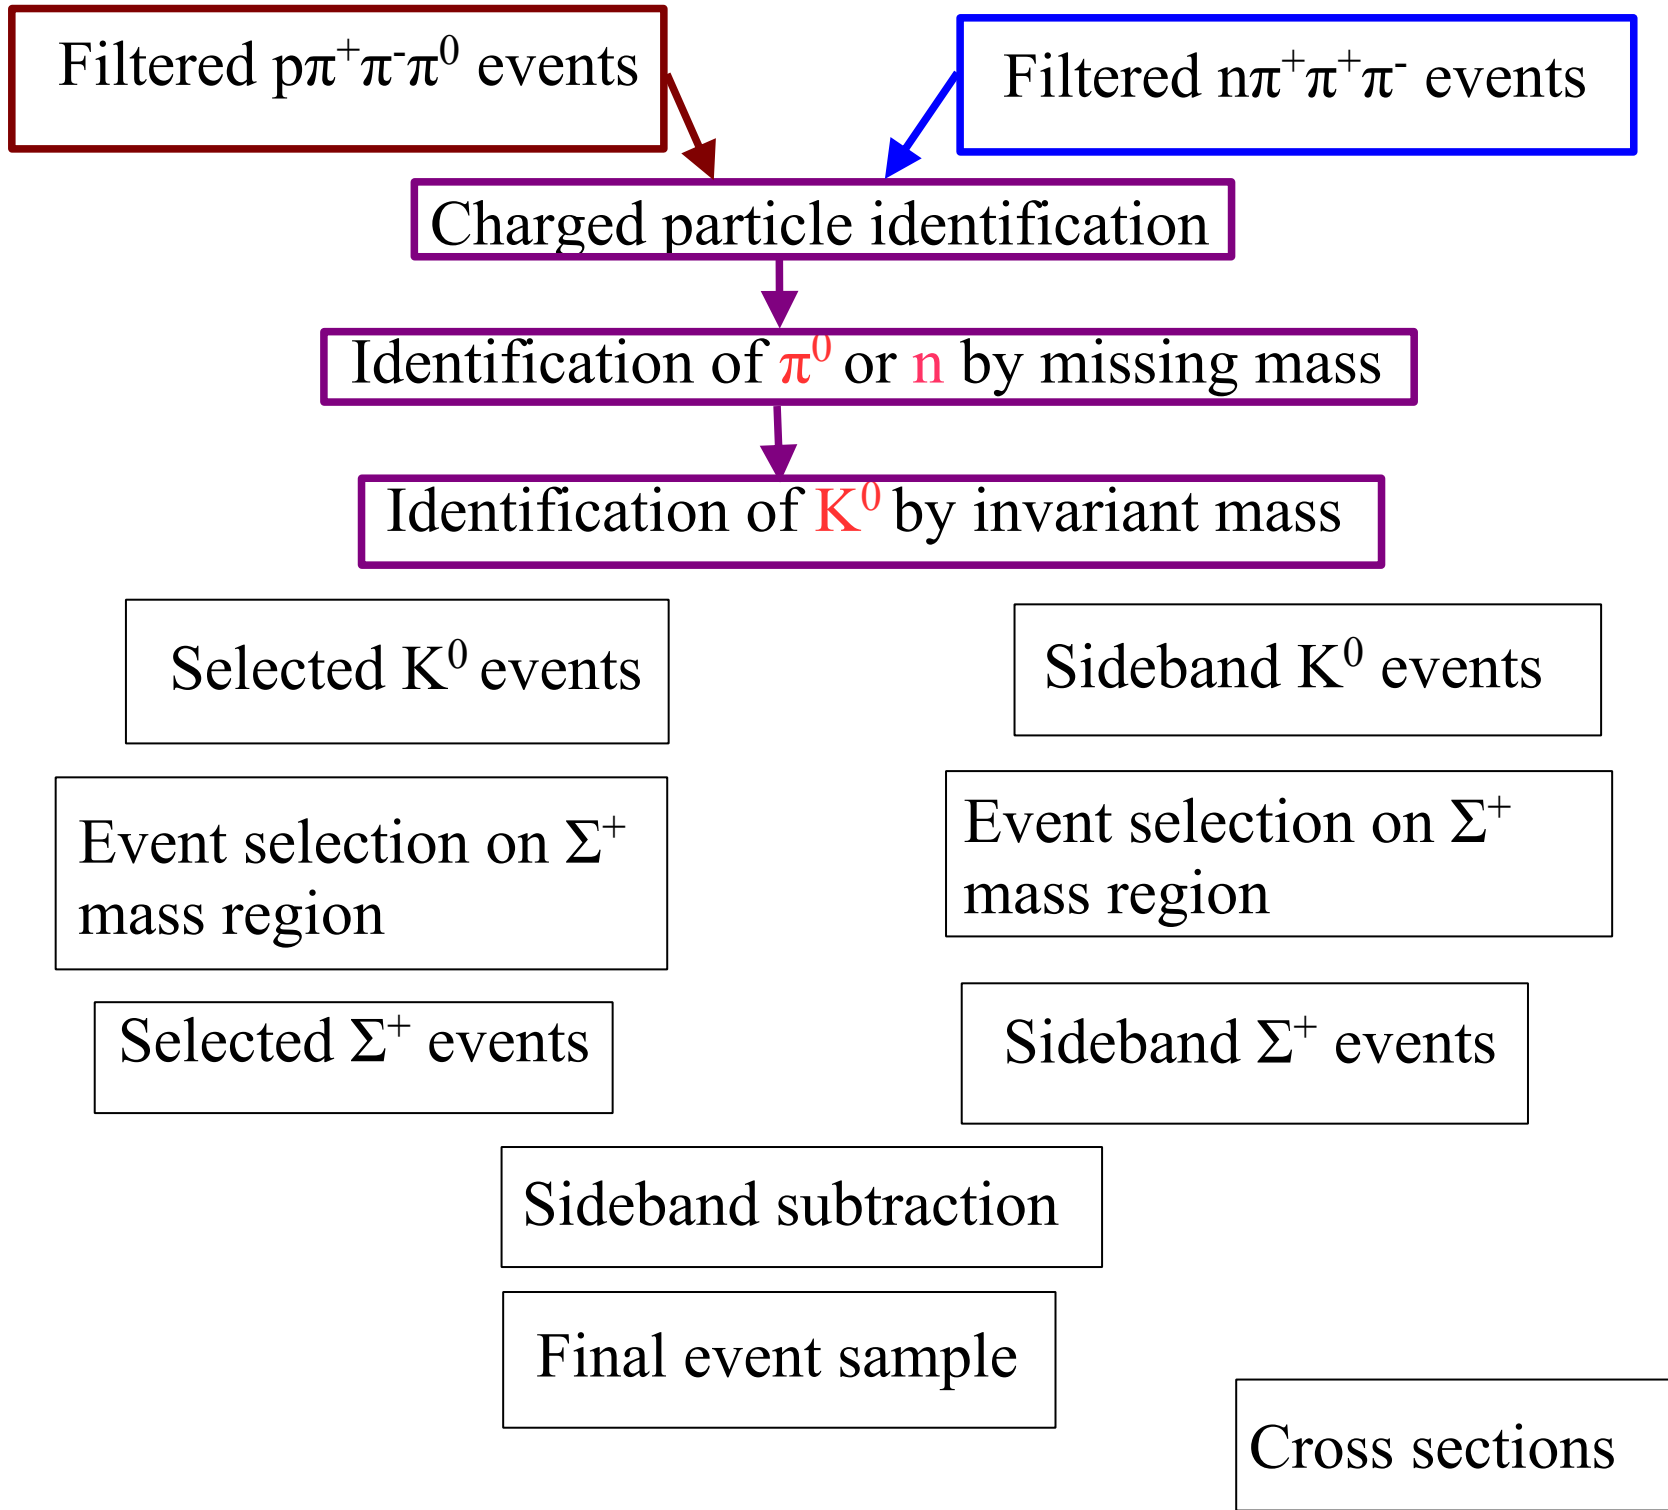 Filtered pπ⁺π⁻π⁰ events
Filtered nπ⁺π⁺π⁻ events
Charged particle identification
Identification of π⁰ or n by missing mass
Identification of K⁰ by invariant mass
Selected K⁰ events
Sideband K⁰ events
Event selection on Σ⁺
mass region
Event selection on Σ⁺
mass region
Selected Σ⁺ events
Sideband Σ⁺ events
Sideband subtraction
Final event sample
Cross sections